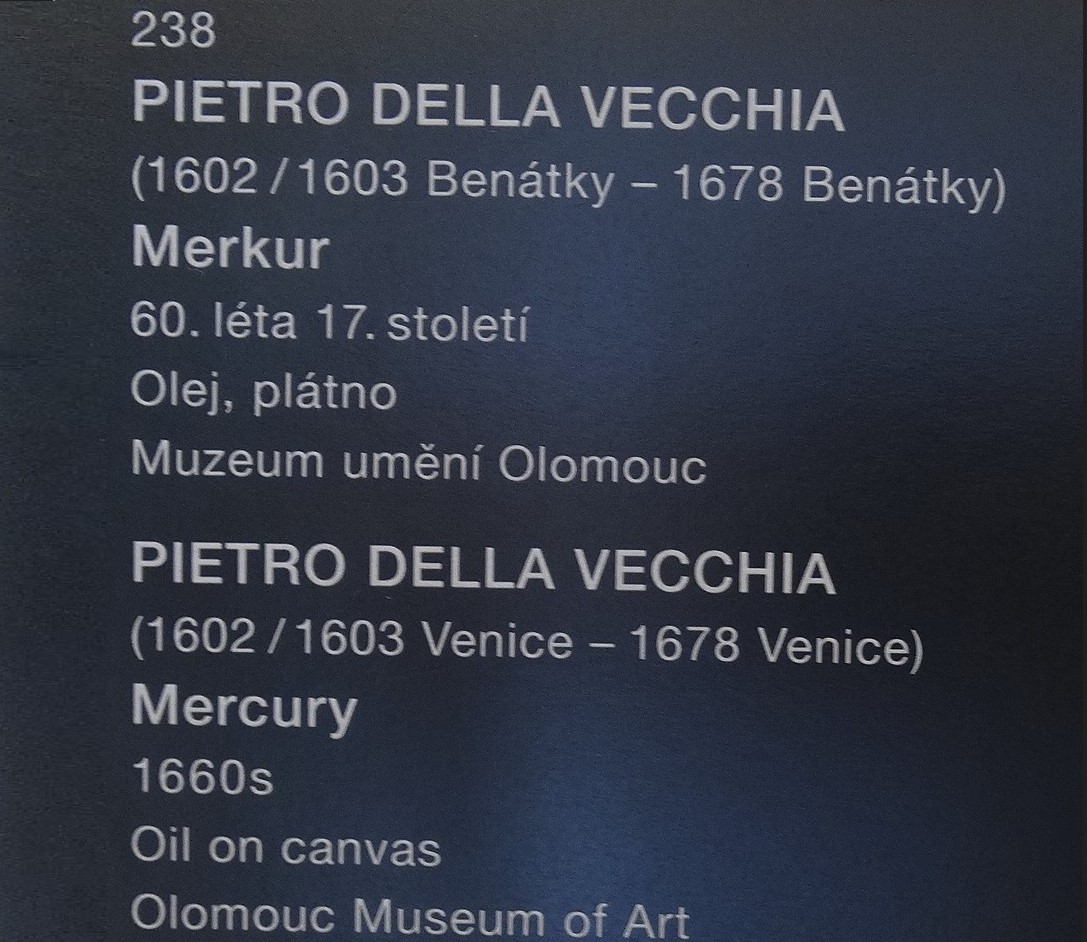 238
PIETRO DELLA VECCHIA
(1602 / 1603 Benátky – 1678 Benátky)
Merkur
60. léta 17. století
Olej, plátno
Muzeum umění Olomouc
PIETRO DELLA VECCHIA
(1602 / 1603 Venice – 1678 Venice)
Mercury
1660s
Oil on canvas
Olomouc Museum of Art